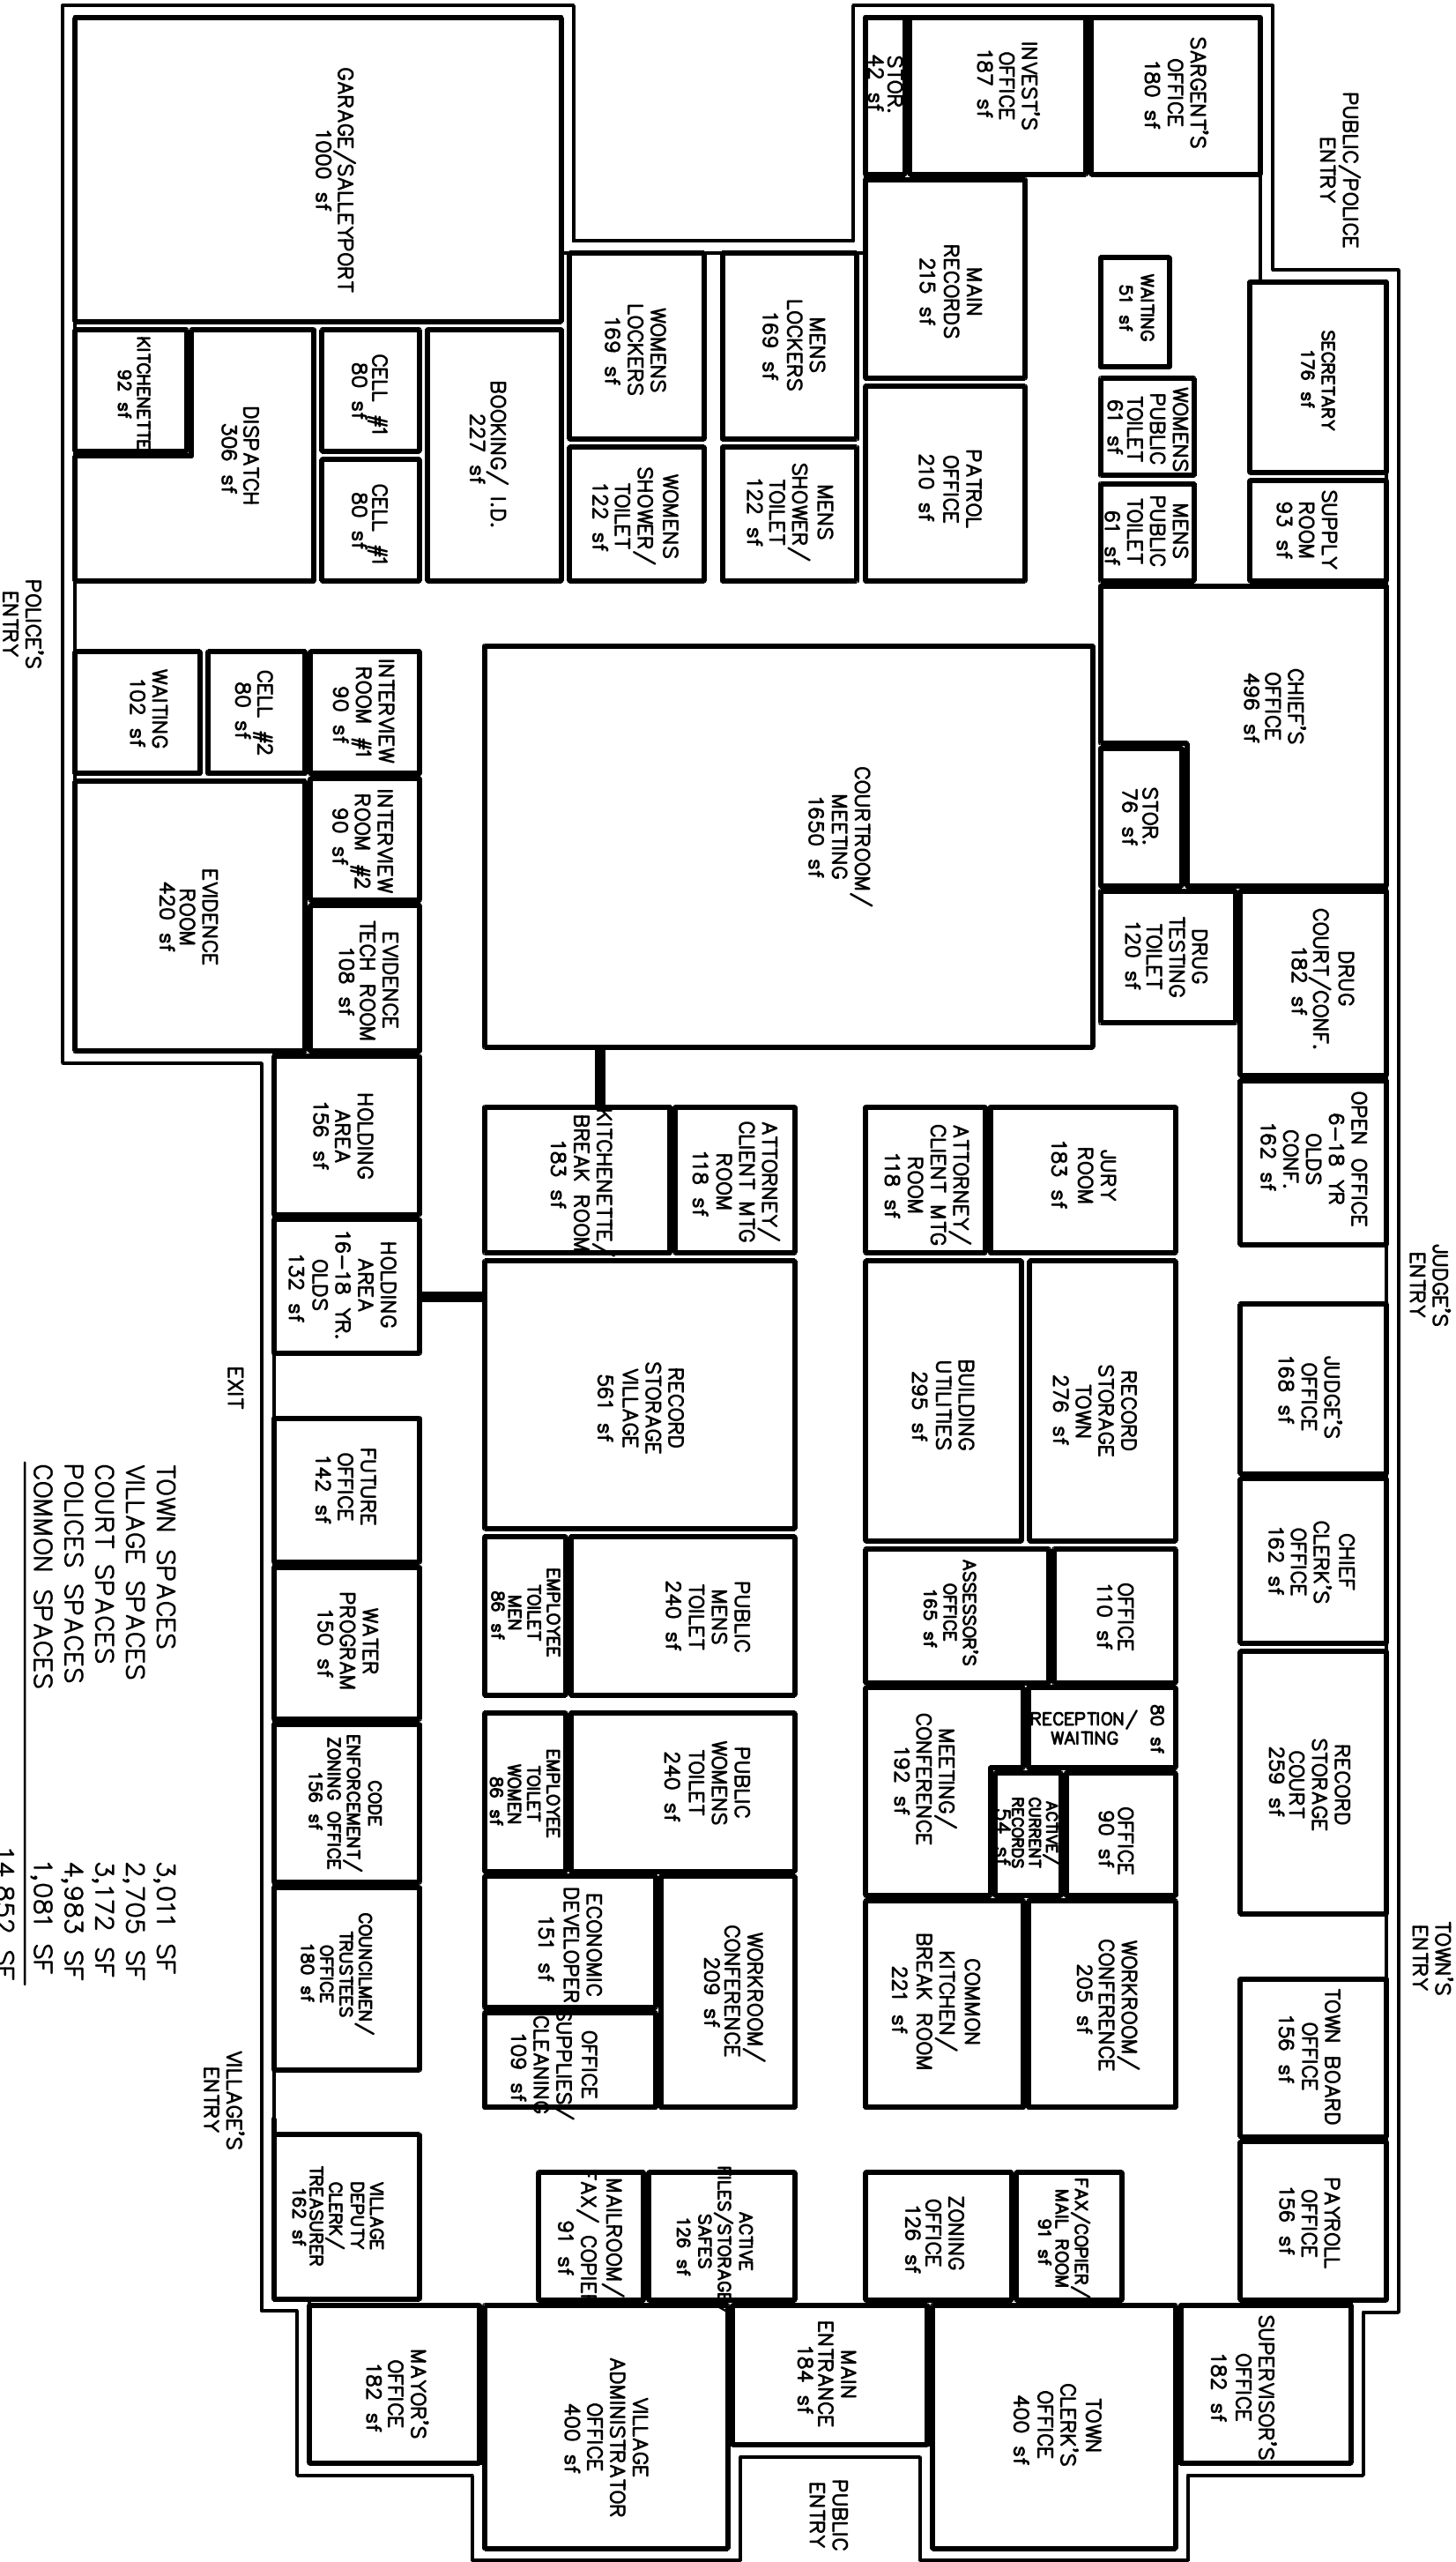 JUDGE'S
ENTRY
TOWN'S
ENTRY
PUBLIC/POLICE
ENTRY
SECRETARY
176 sf
SUPPLY
ROOM
93 sf
CHIEF'S
OFFICE
496 sf
DRUG
COURT/CONF.
182 sf
OPEN OFFICE
6-18 YR
OLDS
CONF.
162 sf
JUDGE'S
OFFICE
168 sf
CHIEF
CLERK'S
OFFICE
162 sf
RECORD
STORAGE
COURT
259 sf
TOWN BOARD
OFFICE
156 sf
PAYROLL
OFFICE
156 sf
SUPERVISOR'S
OFFICE
182 sf
SARGENT'S
OFFICE
180 sf
WAITING
51 sf
WOMENS
PUBLIC
TOILET
61 sf
MENS
PUBLIC
TOILET
61 sf
STOR.
76 sf
DRUG
TESTING
TOILET
120 sf
INVEST'S
OFFICE
187 sf
STOR.
42 sf
MAIN
RECORDS
215 sf
PATROL
OFFICE
210 sf
COURTROOM/
MEETING
1650 sf
JURY
ROOM
183 sf
ATTORNEY/
CLIENT MTG
ROOM
118 sf
RECORD
STORAGE
TOWN
276 sf
BUILDING
UTILITIES
295 sf
OFFICE
110 sf
ASSESSOR'S
OFFICE
165 sf
80 sf
RECEPTION/
WAITING
OFFICE
90 sf
ACTIVE/
CURRENT
RECORDS
54 sf
MEETING/
CONFERENCE
192 sf
WORKROOM/
CONFERENCE
205 sf
COMMON
KITCHEN/
BREAK ROOM
221 sf
FAX/COPIER/
MAIL ROOM
91 sf
ZONING
OFFICE
126 sf
TOWN
CLERK'S
OFFICE
400 sf
MAIN
ENTRANCE
184 sf
PUBLIC
ENTRY
MENS
LOCKERS
169 sf
MENS
SHOWER/
TOILET
122 sf
WOMENS
LOCKERS
169 sf
WOMENS
SHOWER/
TOILET
122 sf
ATTORNEY/
CLIENT MTG
ROOM
118 sf
KITCHENETTE/
BREAK ROOM
183 sf
RECORD
STORAGE
VILLAGE
561 sf
PUBLIC
MENS
TOILET
240 sf
EMPLOYEE
TOILET
MEN
86 sf
PUBLIC
WOMENS
TOILET
240 sf
EMPLOYEE
TOILET
WOMEN
86 sf
WORKROOM/
CONFERENCE
209 sf
ECONOMIC
DEVELOPER
151 sf
OFFICE
SUPPLIES/
CLEANING
109 sf
ACTIVE
FILES/STORAGE/
SAFES
126 sf
MAILROOM/
FAX/ COPIER
91 sf
VILLAGE
ADMINISTRATOR
OFFICE
400 sf
GARAGE/SALLEYPORT
1000 sf
BOOKING/ I.D.
227 sf
CELL #1
80 sf
CELL #1
80 sf
DISPATCH
306 sf
KITCHENETTE
92 sf
INTERVIEW
ROOM #1
90 sf
INTERVIEW
ROOM #2
90 sf
EVIDENCE
TECH ROOM
108 sf
CELL #2
80 sf
WAITING
102 sf
EVIDENCE
ROOM
420 sf
HOLDING
AREA
156 sf
HOLDING
AREA
16-18 YR.
OLDS
132 sf
FUTURE
OFFICE
142 sf
WATER
PROGRAM
150 sf
CODE
ENFORCEMENT/
ZONING OFFICE
156 sf
COUNCILMEN/
TRUSTEES
OFFICE
180 sf
VILLAGE
DEPUTY
CLERK/
TREASURER
162 sf
MAYOR'S
OFFICE
182 sf
POLICE'S
ENTRY
EXIT
VILLAGE'S
ENTRY
TOWN SPACES 3,011 SF
VILLAGE SPACES 2,705 SF
COURT SPACES 3,172 SF
POLICES SPACES 4,983 SF
COMMON SPACES 1,081 SF
14,852 SF